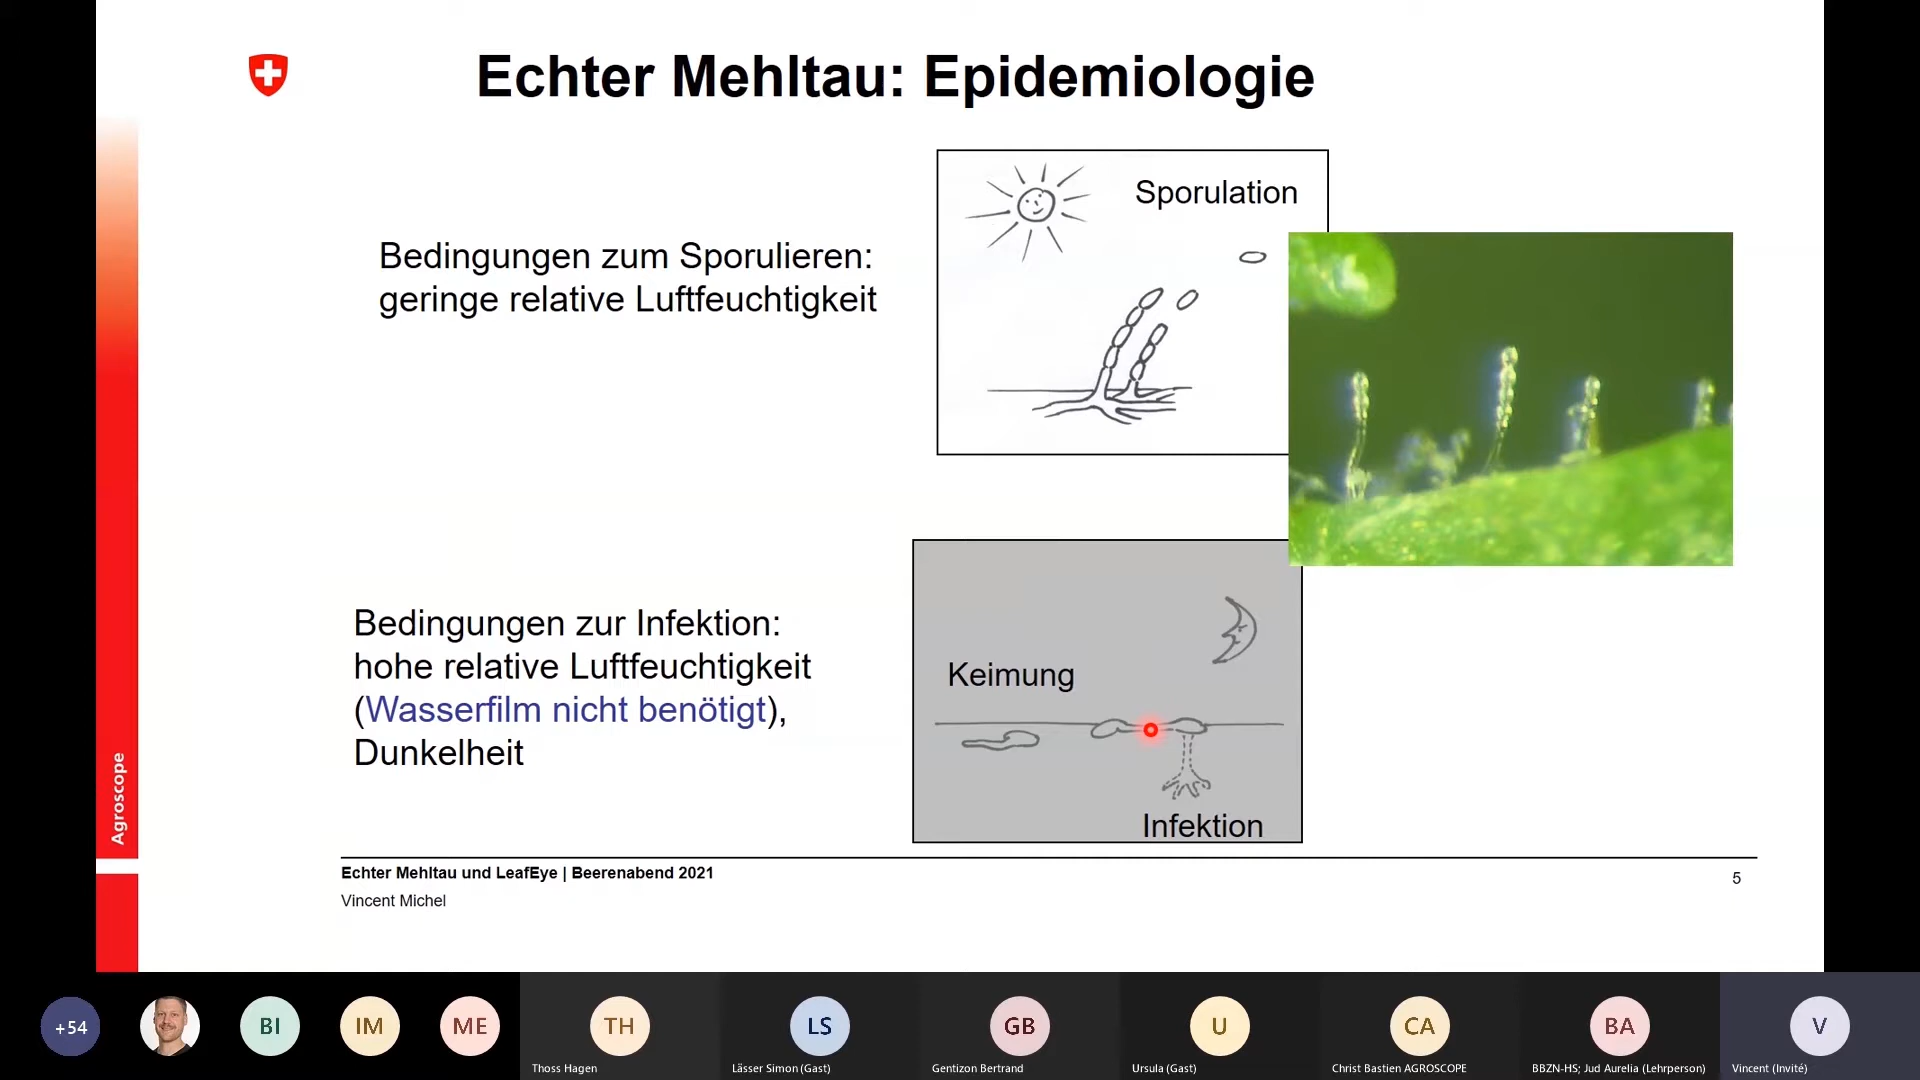 Echter Mehltau: Epidemiologie
Sporulation
Bedingungen zum Sporulieren:
geringe relative Luftfeuchtigkeit
Bedingungen zur Infektion:
hohe relative Luftfeuchtigkeit
(Wasserfilm nicht benötigt),
Dunkelheit
Keimung
Infektion
Agroscope
Echter Mehltau und LeafEye | Beerenabend 2021
5
Vincent Michel
+54
BI
IM
ME
TH
LS
GB
U
CA
BA
V
Thoss Hagen
Lässer Simon (Gast)
Gentizon Bertrand
Ursula (Gast)
Christ Bastien AGROSCOPE
BBZN-HS; Jud Aurelia (Lehrperson)
Vincent (Invité)